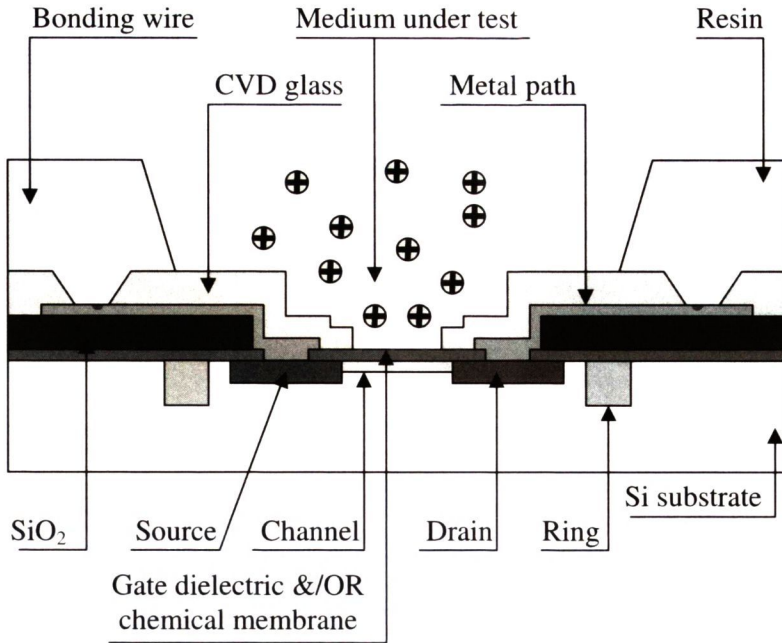 Bonding wire
Medium under test
Resin
CVD glass
Metal path
Si substrate
SiO₂
Source
Channel
Drain
Ring
Gate dielectric &/OR
chemical membrane